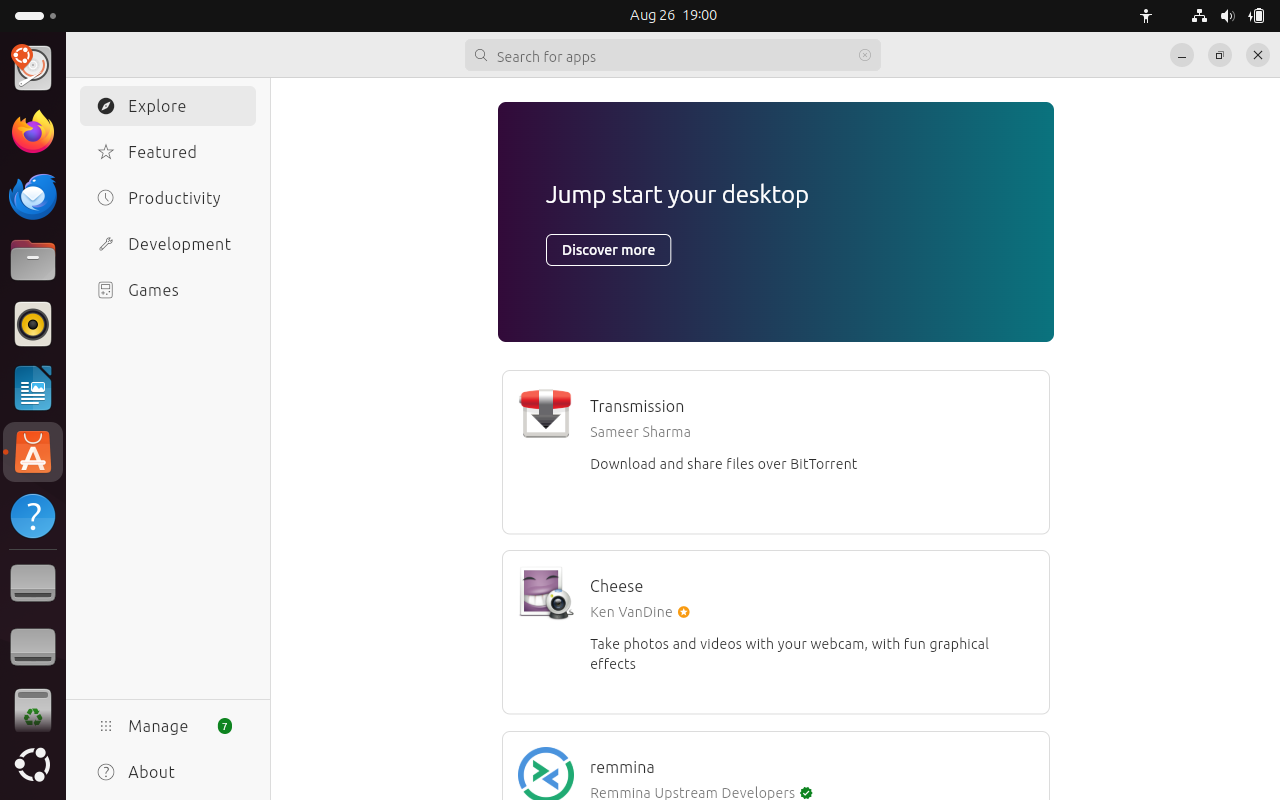 Aug 26 19:00
Search for apps
Explore
Featured
Productivity
Development
Games
Manage 7
About
Jump start your desktop
Discover more
Transmission
Sameer Sharma
Download and share files over BitTorrent
Cheese
Ken VanDine
Take photos and videos with your webcam, with fun graphical
effects
remmina
Remmina Upstream Developers